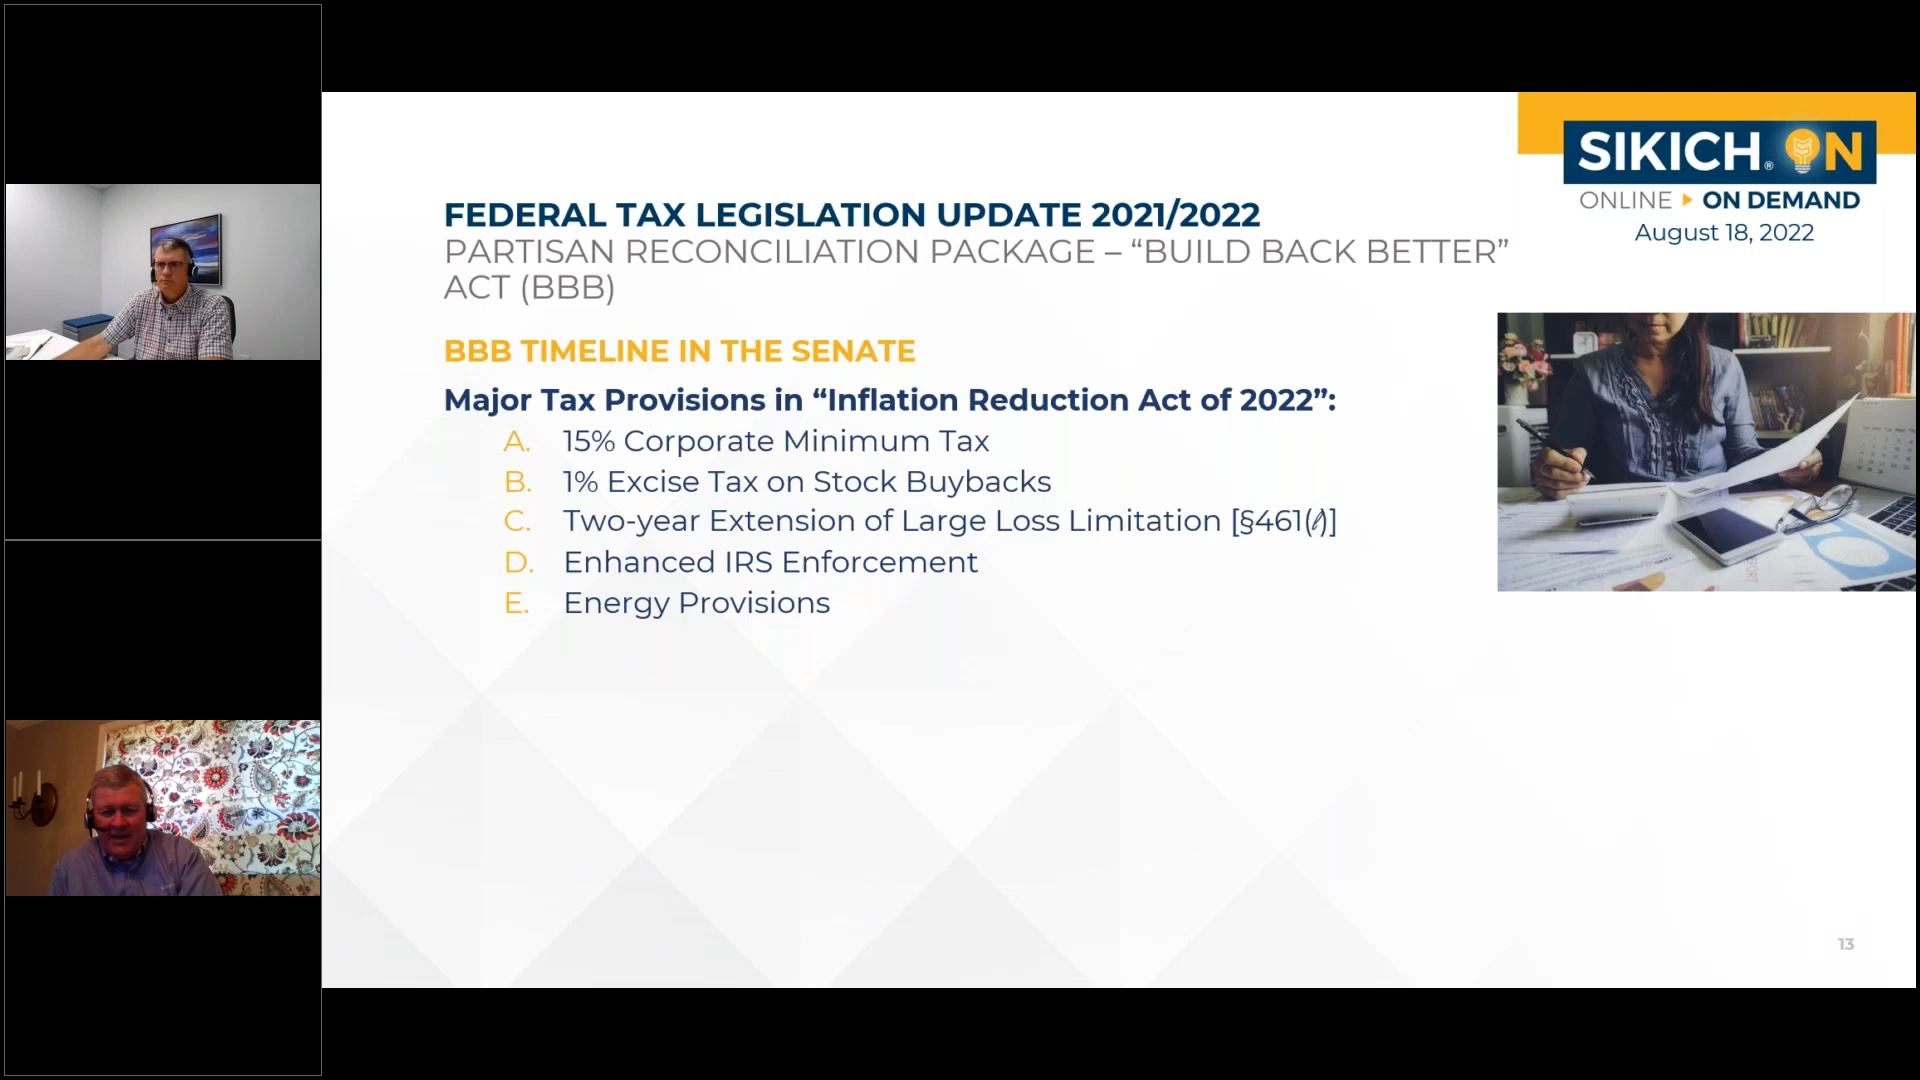 SIKICH® ON
ONLINE ▸ ON DEMAND
August 18, 2022
FEDERAL TAX LEGISLATION UPDATE 2021/2022
PARTISAN RECONCILIATION PACKAGE – “BUILD BACK BETTER”
ACT (BBB)
BBB TIMELINE IN THE SENATE
Major Tax Provisions in “Inflation Reduction Act of 2022”:
A. 15% Corporate Minimum Tax
B. 1% Excise Tax on Stock Buybacks
C. Two-year Extension of Large Loss Limitation [§461(ℓ)]
D. Enhanced IRS Enforcement
E. Energy Provisions
13